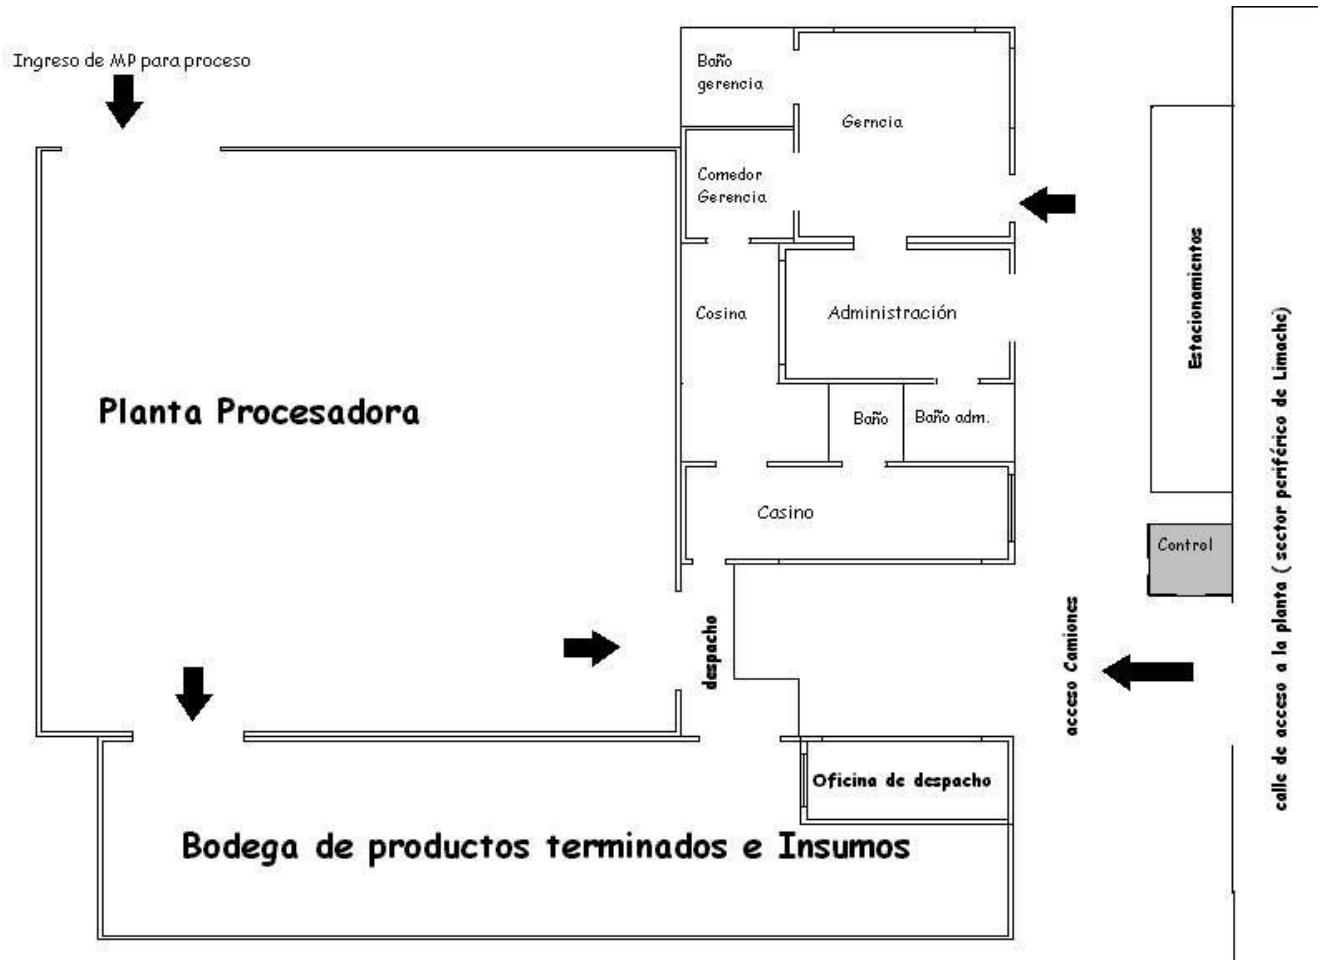 Ingreso de MP para proceso
Baño
gerencia
Gerncia
Comedor
Gerencia
Cosina
Administración
Estacionamientos
Planta Procesadora
Baño
Baño adm.
Casino
Control
calle de acceso a la planta ( sector periférico de Limache)
despacho
acceso Camiones
Oficina de despacho
Bodega de productos terminados e Insumos